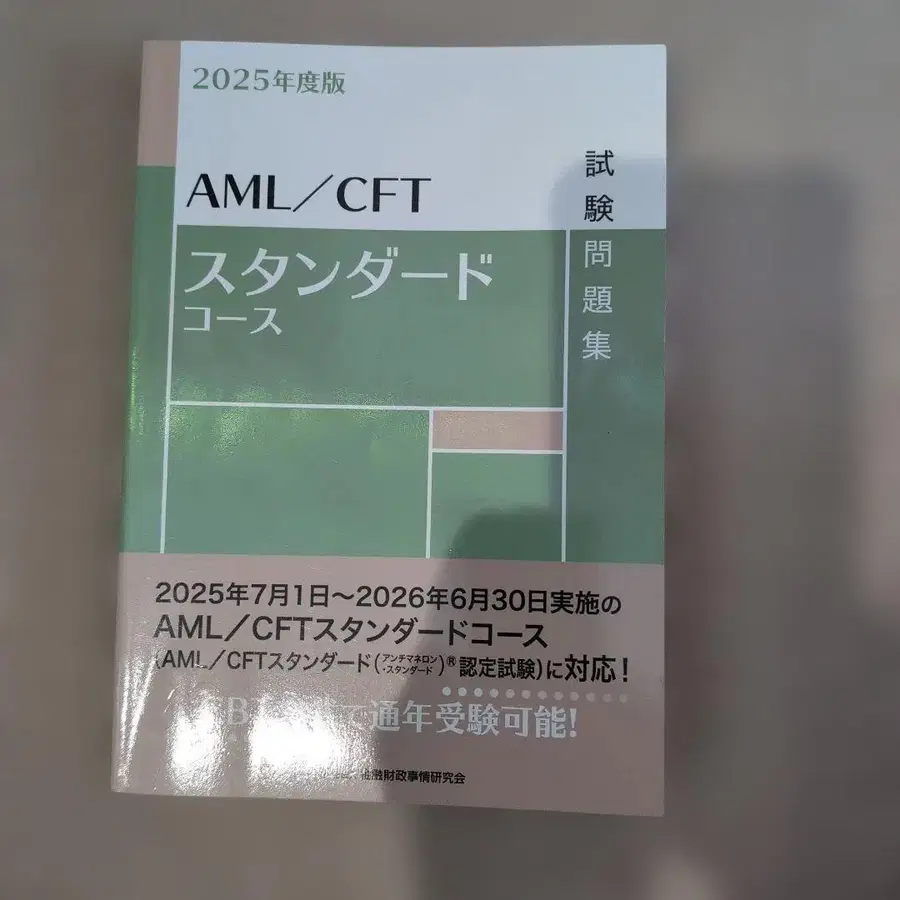 2025年度版
AML／CFT
スタンダード
コース
試験問題集
2025年7月1日～2026年6月30日実施の
AML／CFTスタンダードコース
(AML／CFTスタンダード(アンチマネロン・スタンダード)®認定試験)に対応！
で通年受験可能！
金融財政事情研究会